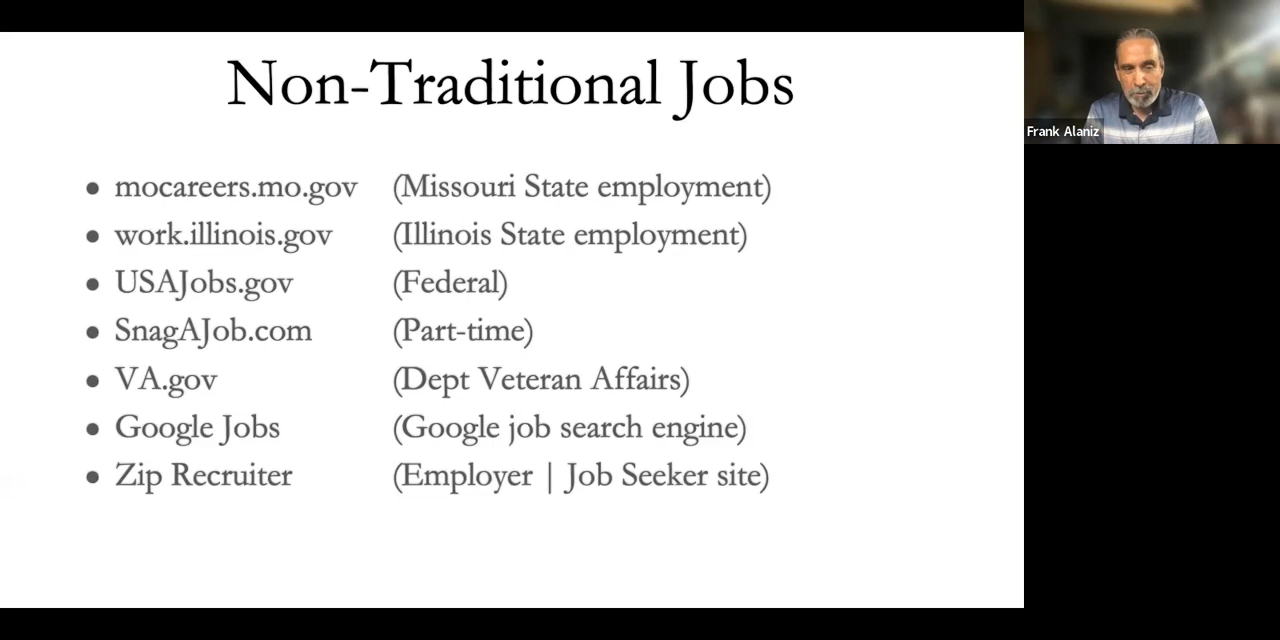 Non-Traditional Jobs
• mocareers.mo.gov (Missouri State employment)
• work.illinois.gov (Illinois State employment)
• USAJobs.gov (Federal)
• SnagAJob.com (Part-time)
• VA.gov (Dept Veteran Affairs)
• Google Jobs (Google job search engine)
• Zip Recruiter (Employer | Job Seeker site)
Frank Alaniz